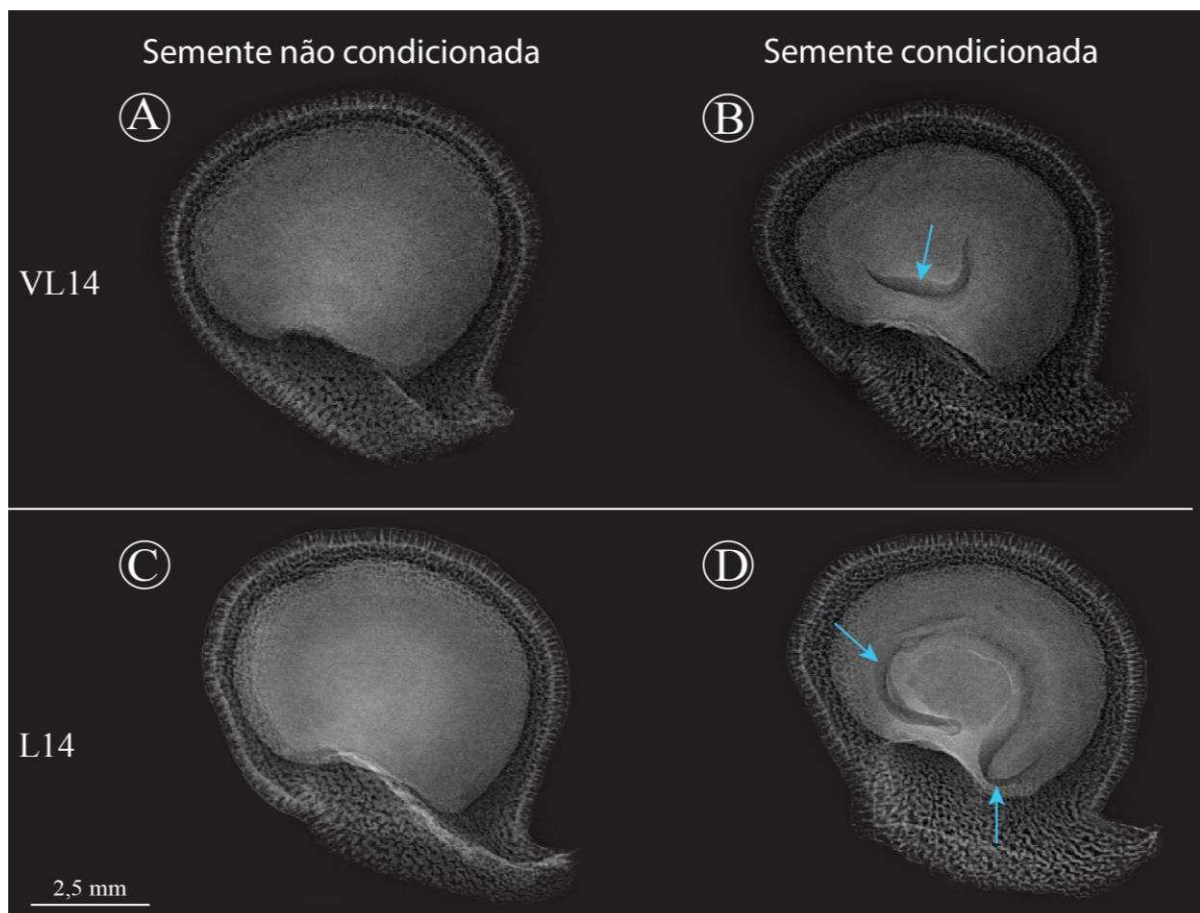 Semente não condicionada
Semente condicionada
A
B
VL14
C
D
L14
2,5 mm